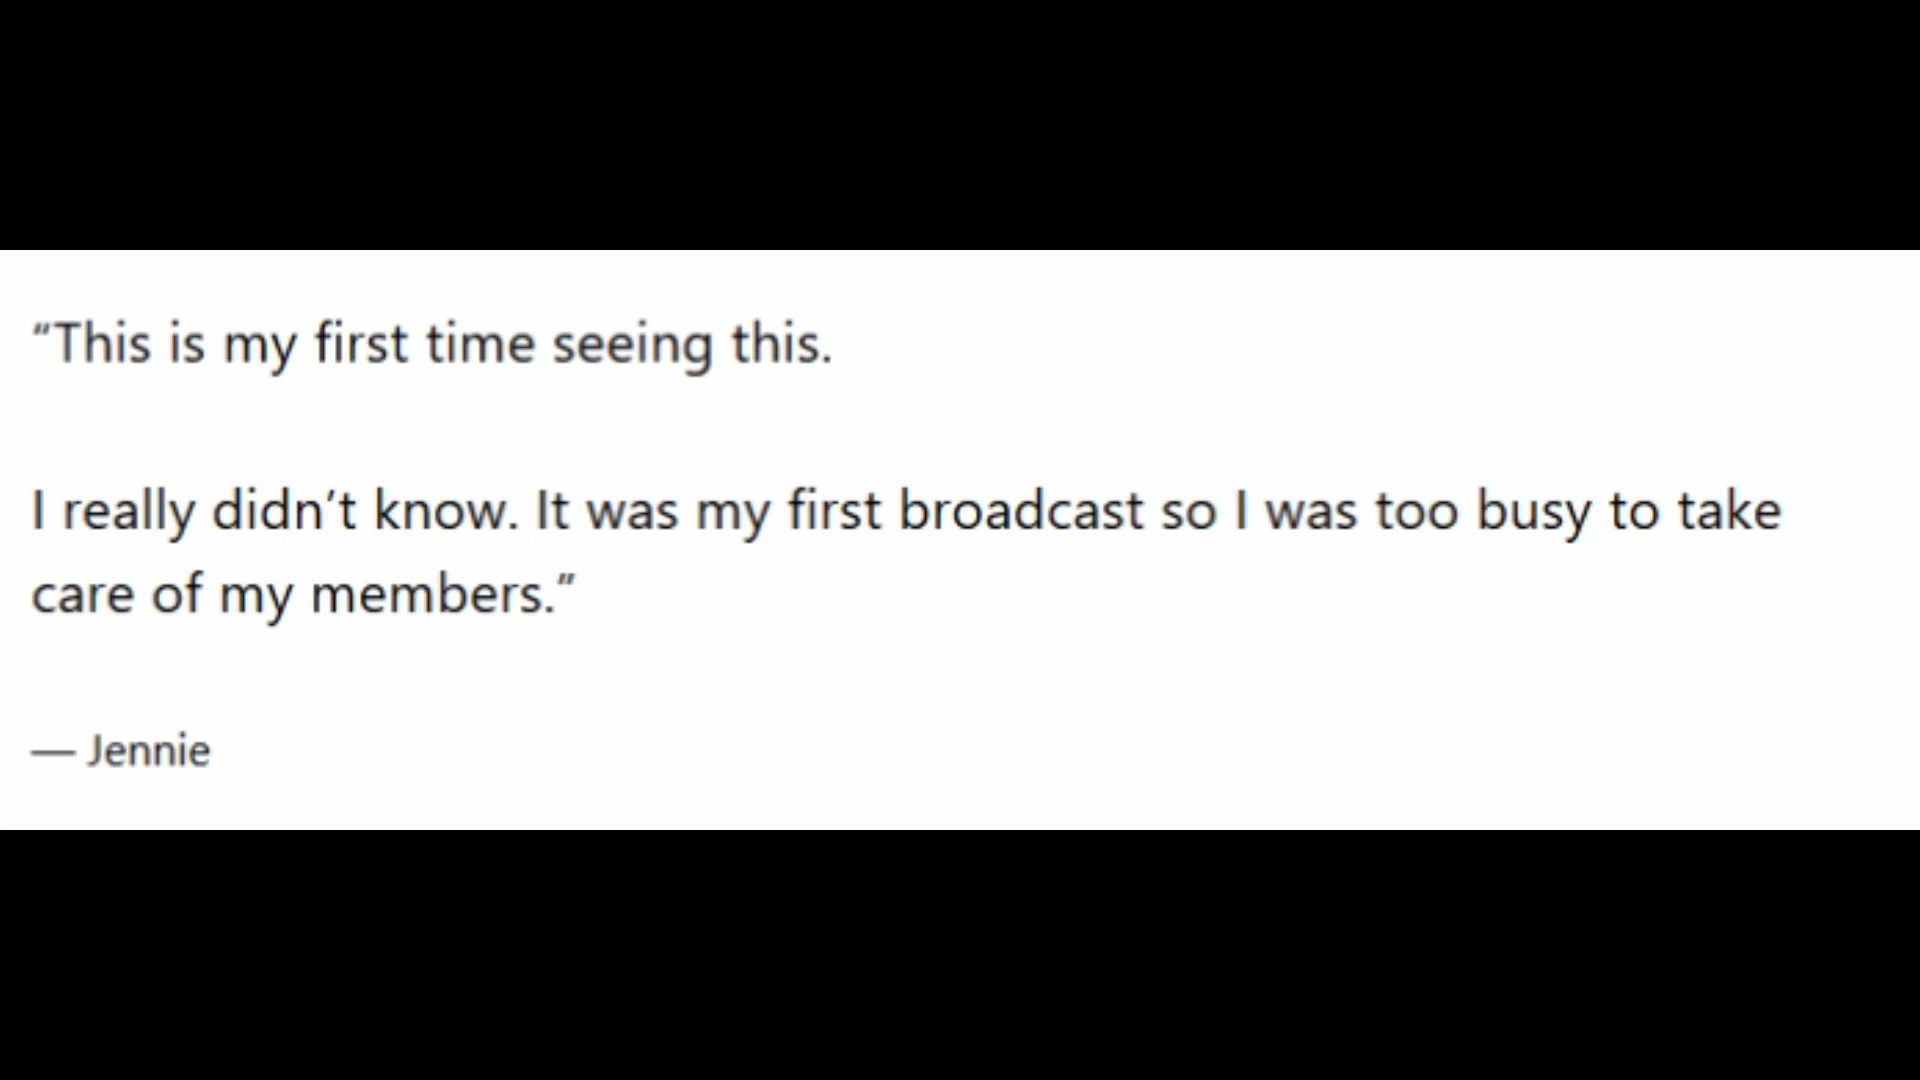 “This is my first time seeing this.
I really didn’t know. It was my first broadcast so I was too busy to take
care of my members.”
— Jennie